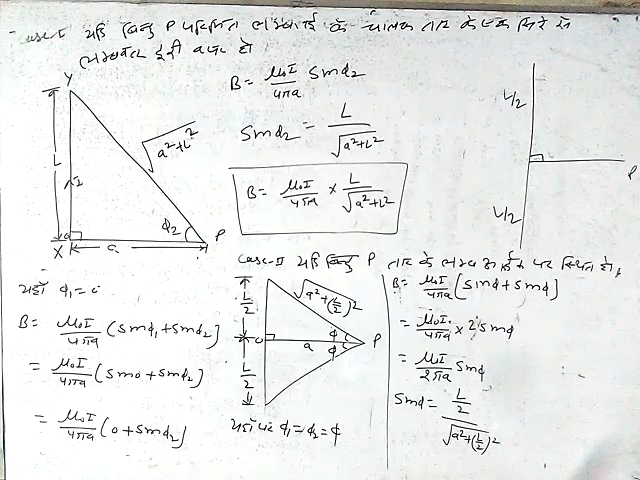 case-I यदि बिन्दु P परिमित लम्बाई के चालक तार के एक सिरे से
लम्बवत दूरी पर हो
Y
L
I
X
a
√a²+L²
φ₂
P
B = μ₀I/4πa Sinφ₂
Sinφ₂ = L/√a²+L²
B = μ₀I/4πa × L/√a²+L²
L/2
L/2
P
यहाँ φ₁ = 0
B = μ₀I/4πa (Sinφ₁+Sinφ₂)
= μ₀I/4πa (Sin0+Sinφ₂)
= μ₀I/4πa (0+Sinφ₂)
case-II यदि बिन्दु P तार के लम्ब पर स्थित हो,
L/2
L/2
O
a
√a²+(L/2)²
φ
φ
P
यहाँ पर φ₁=φ₂=φ
B = μ₀I/4πa (Sinφ+Sinφ)
= μ₀I/4πa × 2Sinφ
= μ₀I/2πa Sinφ
Sinφ = L/2/√a²+(L/2)²